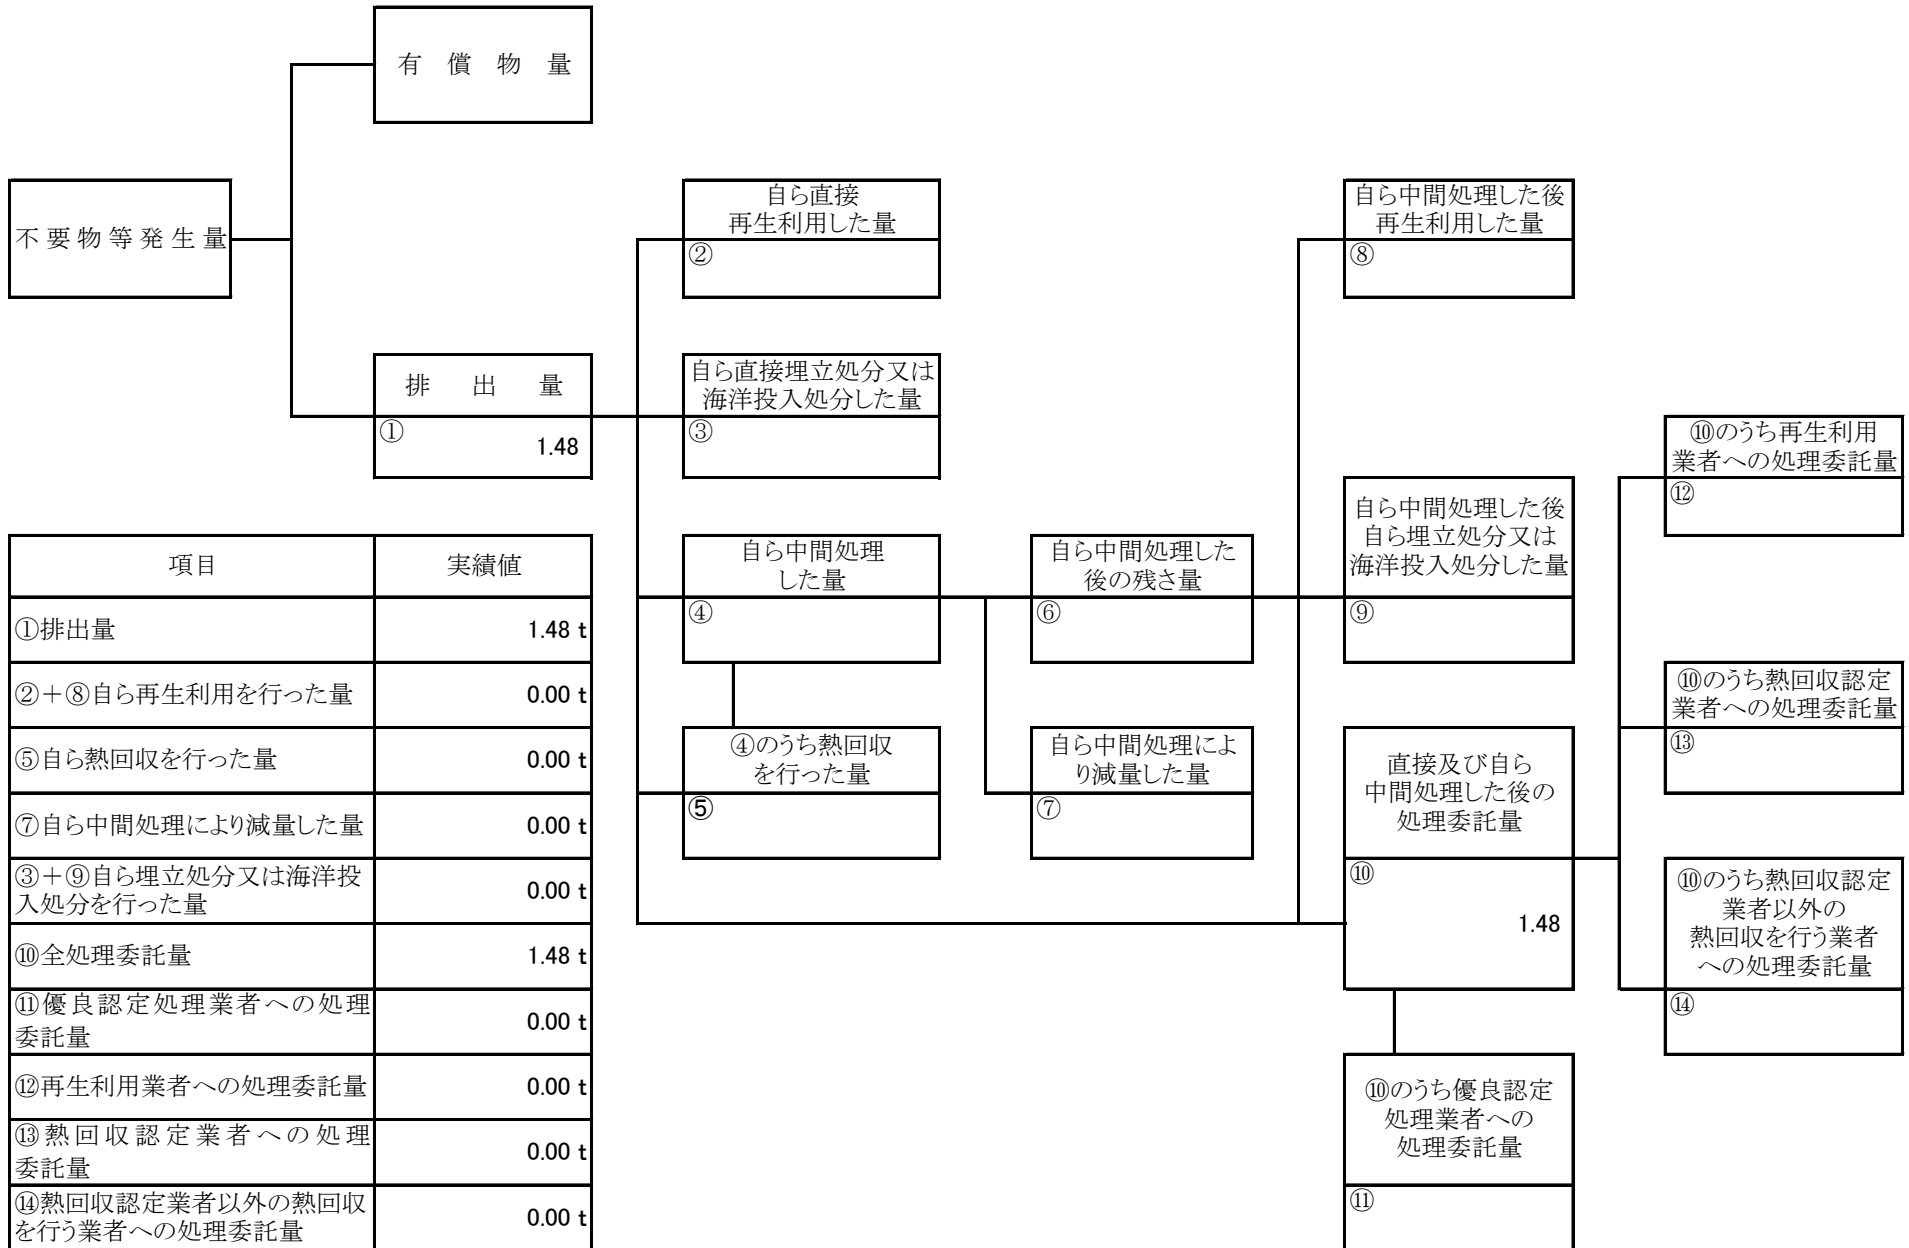 有償物量
不要物等発生量
自ら直接
再生利用した量
②
自ら中間処理した後
再生利用した量
⑧
排出量
①
1.48
自ら直接埋立処分又は
海洋投入処分した量
③
⑩のうち再生利用
業者への処理委託量
⑫
自ら中間処理
した量
④
自ら中間処理した
後の残さ量
⑥
自ら中間処理した後
自ら埋立処分又は
海洋投入処分した量
⑨
⑩のうち熱回収認定
業者への処理委託量
⑬
④のうち熱回収
を行った量
⑤
自ら中間処理によ
り減量した量
⑦
直接及び自ら
中間処理した後の
処理委託量
⑩
1.48
⑩のうち熱回収認定
業者以外の
熱回収を行う業者
への処理委託量
⑭
⑩のうち優良認定
処理業者への
処理委託量
⑪
項目 実績値
①排出量 1.48 t
②＋⑧自ら再生利用を行った量 0.00 t
⑤自ら熱回収を行った量 0.00 t
⑦自ら中間処理により減量した量 0.00 t
③＋⑨自ら埋立処分又は海洋投
入処分を行った量 0.00 t
⑩全処理委託量 1.48 t
⑪優良認定処理業者への処理
委託量 0.00 t
⑫再生利用業者への処理委託量 0.00 t
⑬熱回収認定業者への処理
委託量 0.00 t
⑭熱回収認定業者以外の熱回収
を行う業者への処理委託量 0.00 t